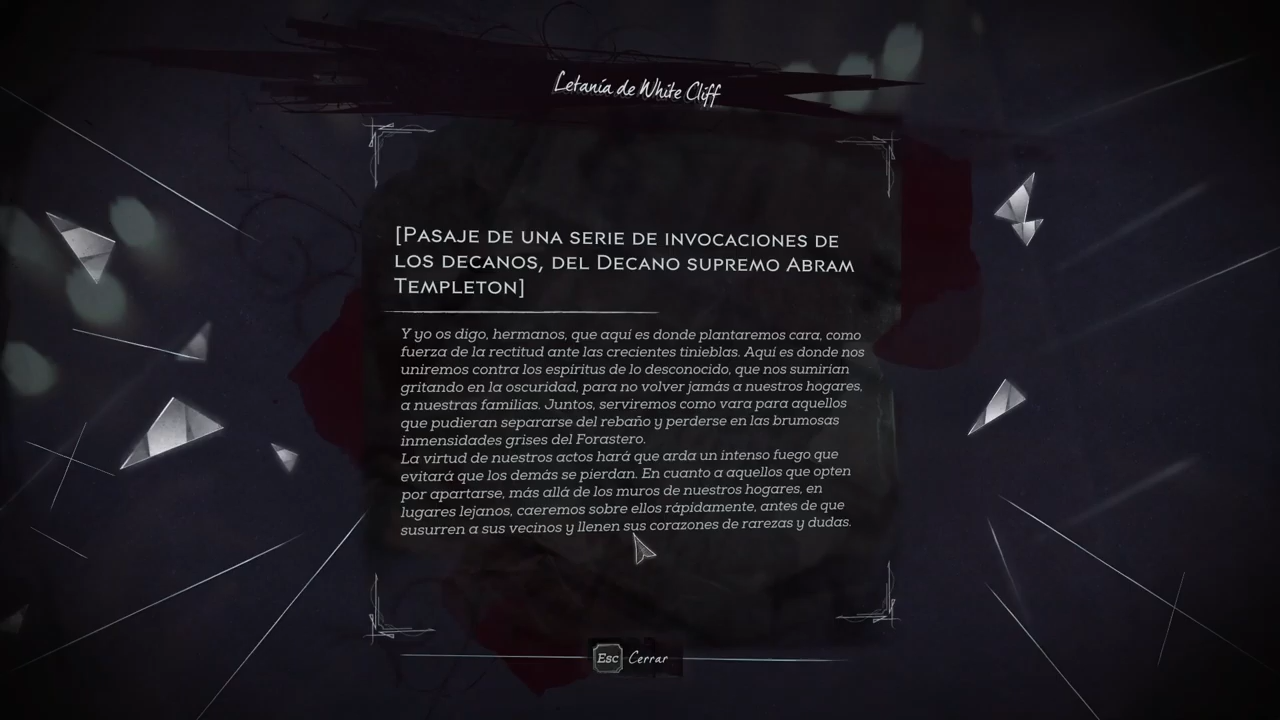 Letanía de White Cliff
[Pasaje de una serie de invocaciones de
los decanos, del Decano supremo Abram
Templeton]
Y yo os digo, hermanos, que aquí es donde plantaremos cara, como
fuerza de la rectitud ante las crecientes tinieblas. Aquí es donde nos
uniremos contra los espíritus de lo desconocido, que nos sumirían
gritando en la oscuridad, para no volver jamás a nuestros hogares,
a nuestras familias. Juntos, serviremos como vara para aquellos
que pudieran separarse del rebaño y perderse en las brumosas
inmensidades grises del Forastero.
La virtud de nuestros actos hará que arda un intenso fuego que
evitará que los demás se pierdan. En cuanto a aquellos que opten
por apartarse, más allá de los muros de nuestros hogares, en
lugares lejanos, caeremos sobre ellos rápidamente, antes de que
susurren a sus vecinos y llenen sus corazones de rarezas y dudas.
Esc Cerrar